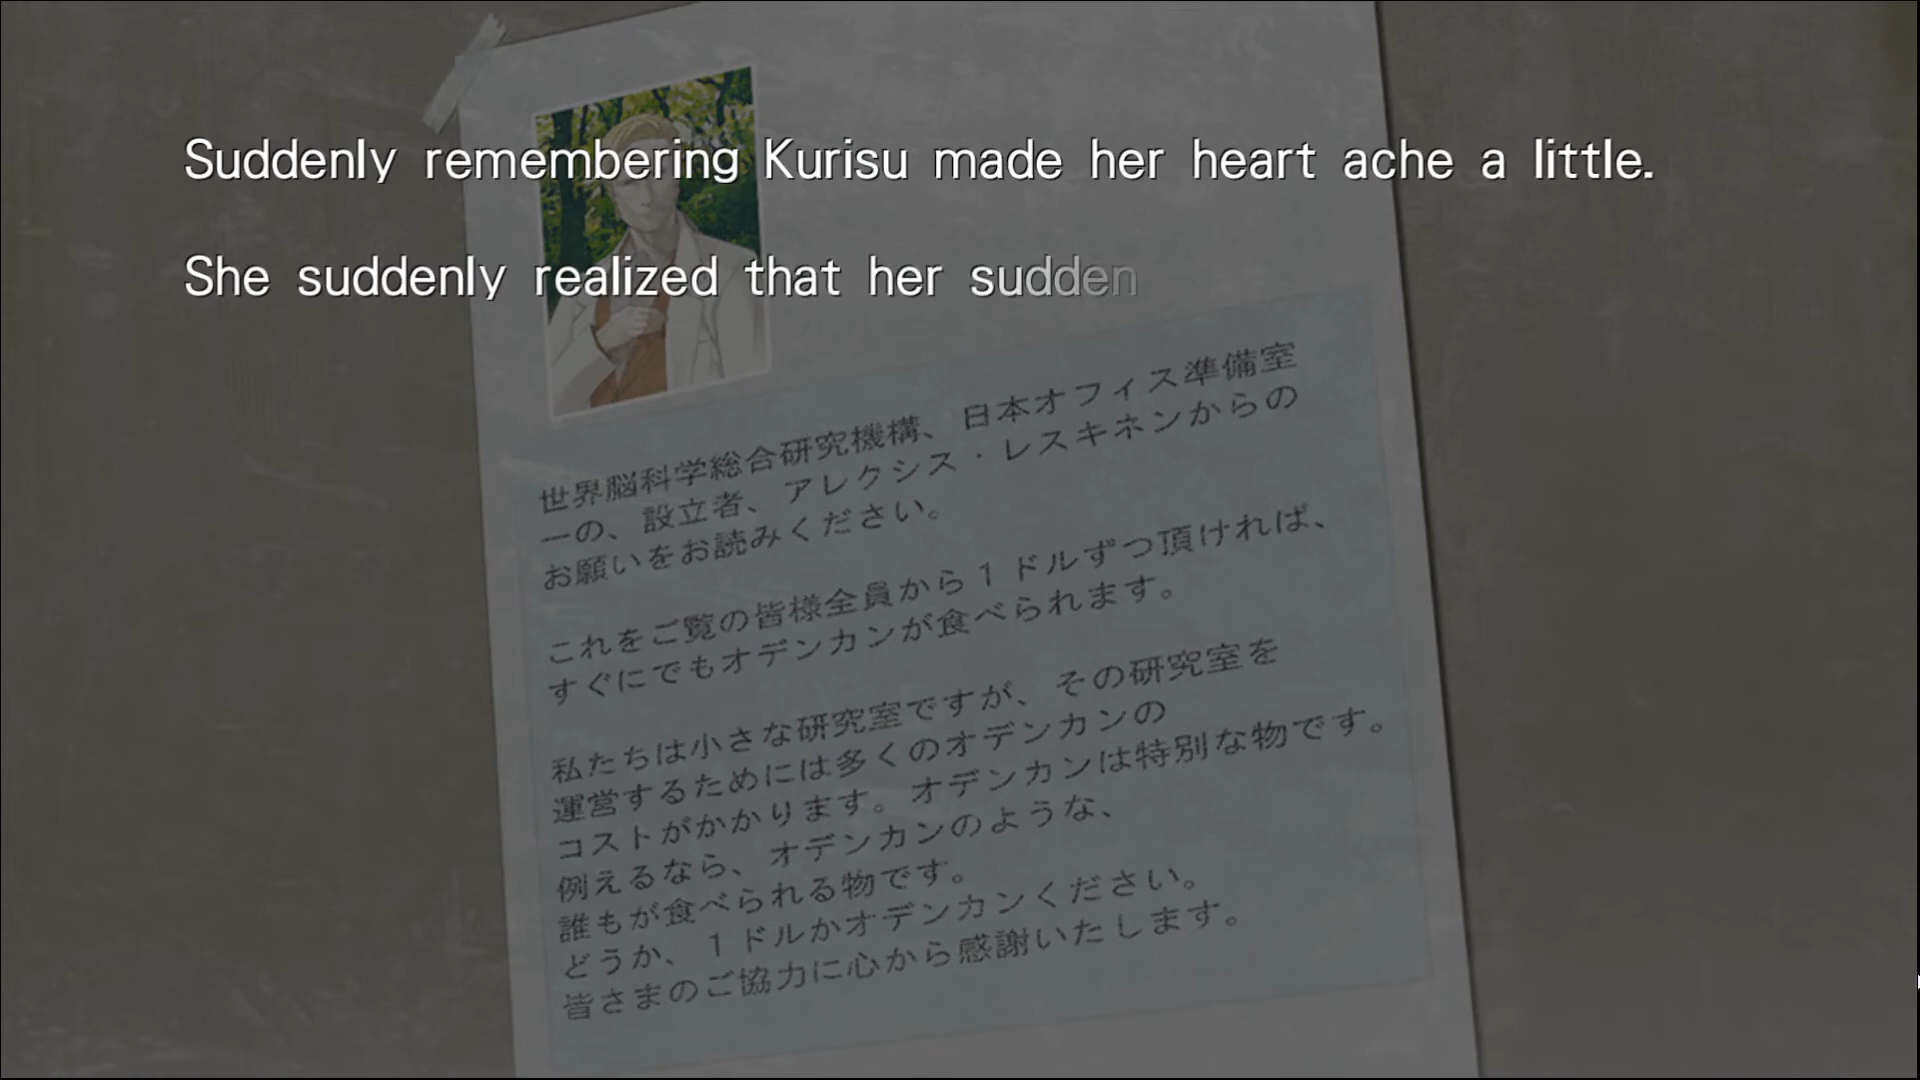 Suddenly remembering Kurisu made her heart ache a little.
She suddenly realized that her sudden
世界脳科学総合研究機構、日本オフィス準備室
ーの、設立者、アレクシス・レスキネンからの
お願いをお読みください。
これをご覧の皆様全員から1ドルずつ頂ければ、
すぐにでもオデンカンが食べられます。
私たちは小さな研究室ですが、その研究室を
運営するためには多くのオデンカンの
コストがかかります。オデンカンは特別な物です。
例えるなら、オデンカンのような、
誰もが食べられる物です。
どうか、1ドルかオデンカンください。
皆さまのご協力に心から感謝いたします。